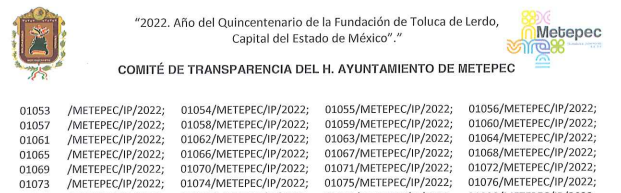 "2022. Año del Quincentenario de la Fundación de Toluca de Lerdo,
Capital del Estado de México"."
Metepec
COMITÉ DE TRANSPARENCIA DEL H. AYUNTAMIENTO DE METEPEC
01053 /METEPEC/IP/2022; 01054/METEPEC/IP/2022; 01055/METEPEC/IP/2022; 01056/METEPEC/IP/2022;
01057 /METEPEC/IP/2022; 01058/METEPEC/IP/2022; 01059/METEPEC/IP/2022; 01060/METEPEC/IP/2022;
01061 /METEPEC/IP/2022; 01062/METEPEC/IP/2022; 01063/METEPEC/IP/2022; 01064/METEPEC/IP/2022;
01065 /METEPEC/IP/2022; 01066/METEPEC/IP/2022; 01067/METEPEC/IP/2022; 01068/METEPEC/IP/2022;
01069 /METEPEC/IP/2022; 01070/METEPEC/IP/2022; 01071/METEPEC/IP/2022; 01072/METEPEC/IP/2022;
01073 /METEPEC/IP/2022; 01074/METEPEC/IP/2022; 01075/METEPEC/IP/2022; 01076/METEPEC/IP/2022;